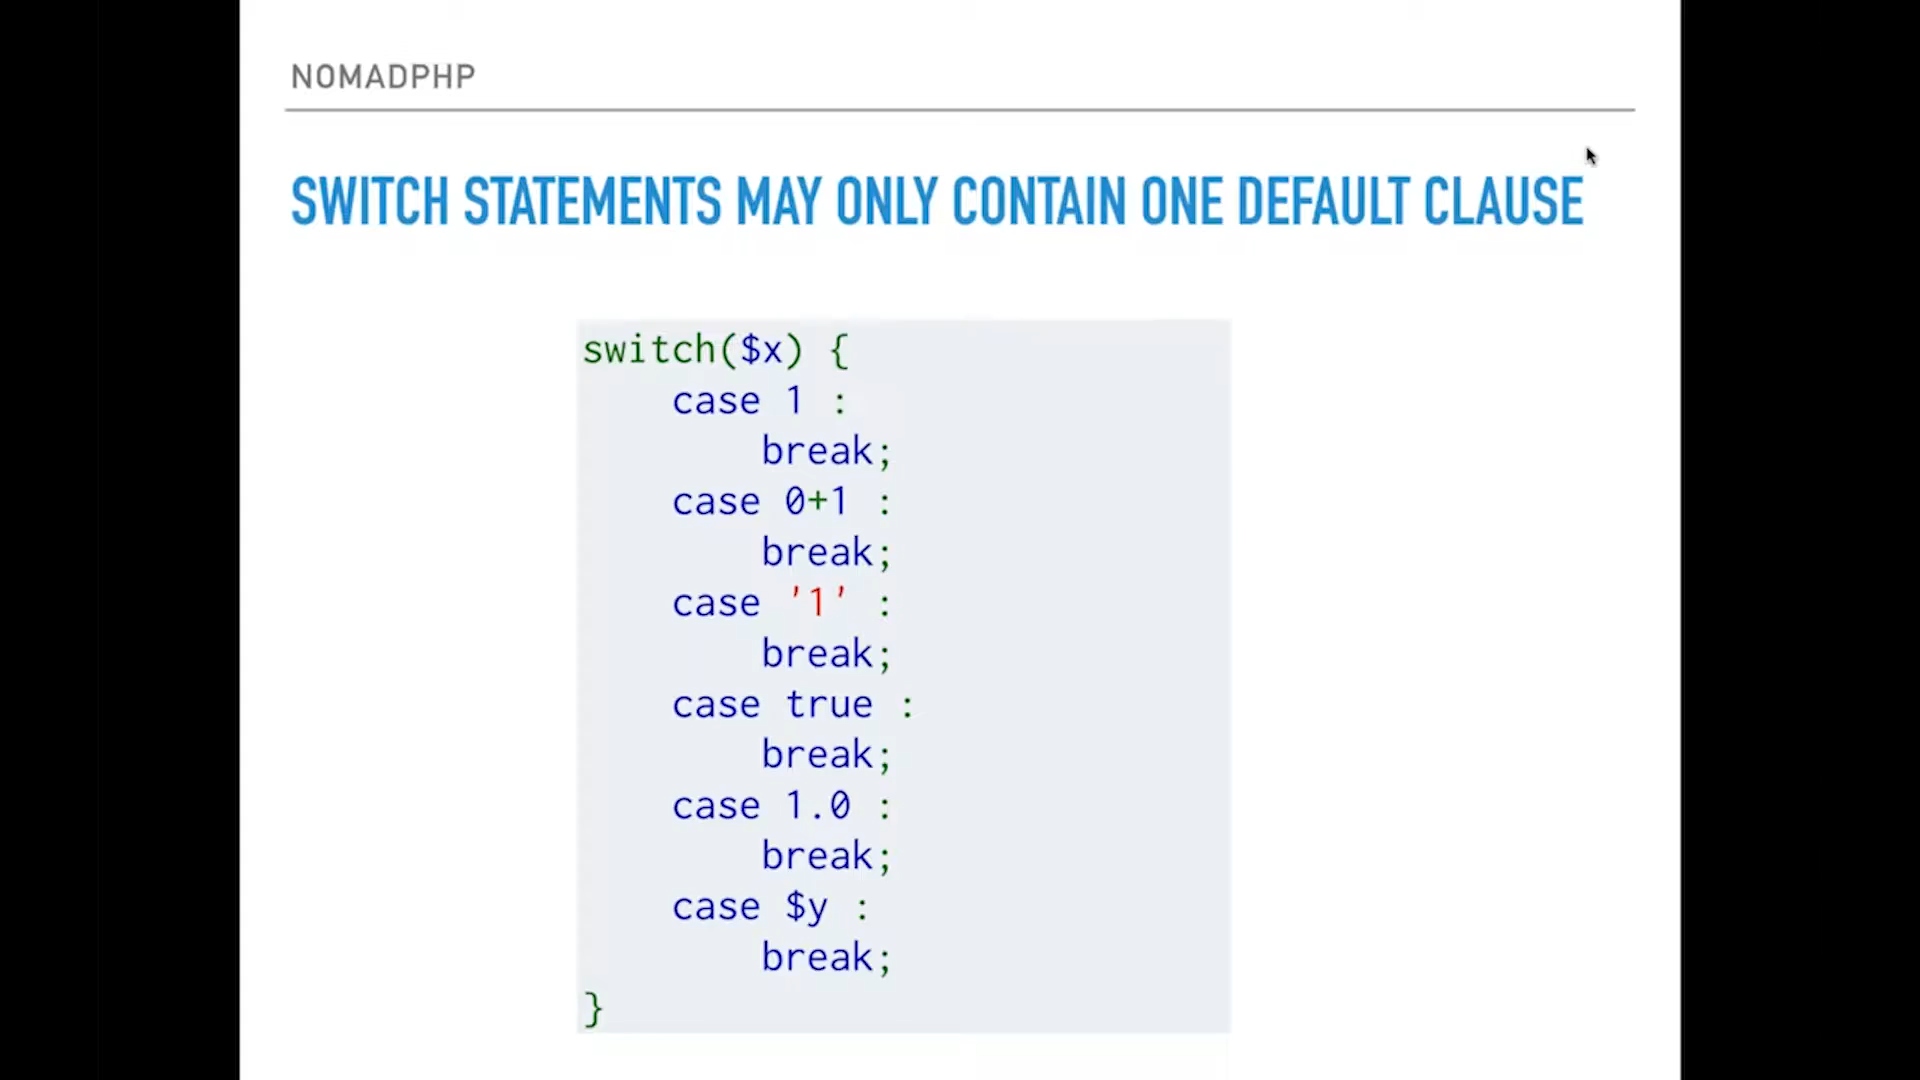 NOMADPHP
SWITCH STATEMENTS MAY ONLY CONTAIN ONE DEFAULT CLAUSE
switch($x) {
    case 1 :
        break;
    case 0+1 :
        break;
    case '1' :
        break;
    case true :
        break;
    case 1.0 :
        break;
    case $y :
        break;
}